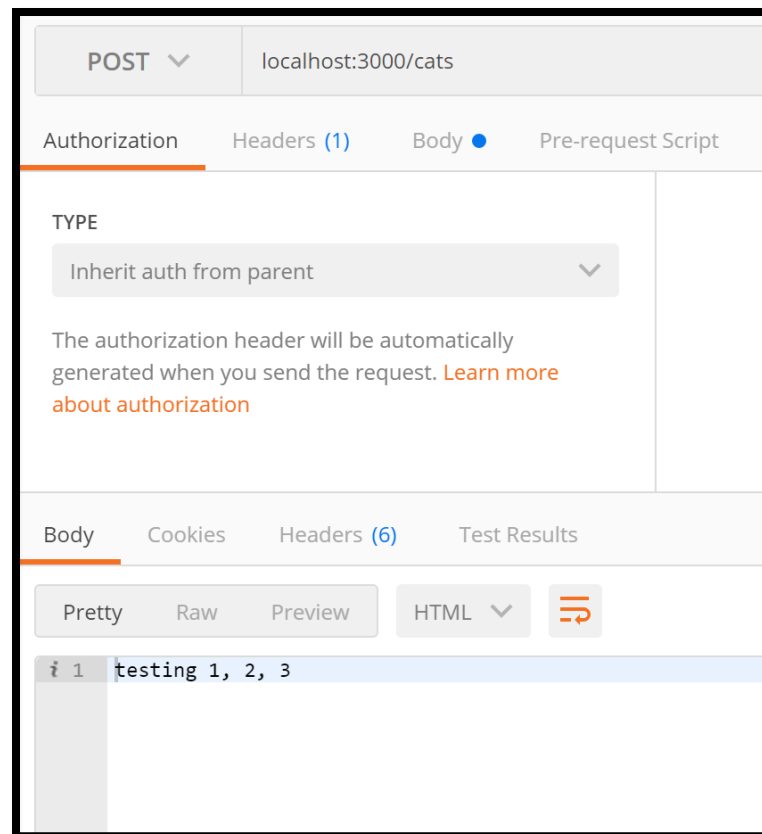 POST localhost:3000/cats
Authorization Headers (1) Body Pre-request Script
TYPE
Inherit auth from parent
The authorization header will be automatically
generated when you send the request. Learn more
about authorization
Body Cookies Headers (6) Test Results
Pretty Raw Preview HTML
i 1 testing 1, 2, 3